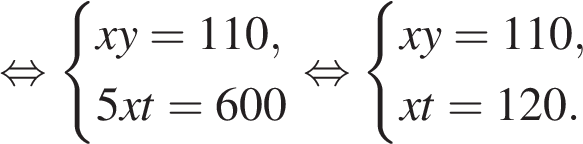 ⇔ { xy = 110, 5xt = 600 ⇔ { xy = 110, xt = 120.